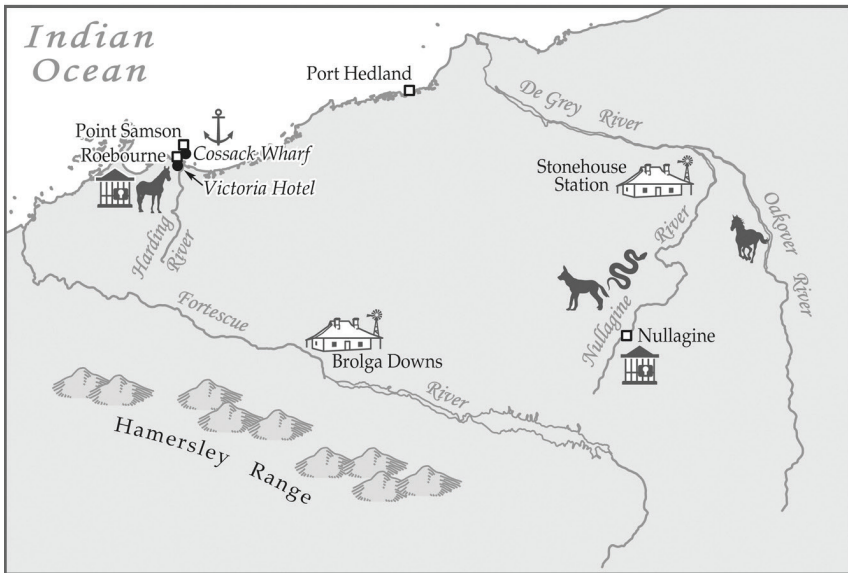 Indian
Ocean
Port Hedland
De Grey River
Point Samson
Roebourne
Cossack Wharf
Victoria Hotel
Stonehouse
Station
River
Oakover
River
Harding
River
Nullagine
Nullagine
Fortescue
Brolga Downs
River
Hamersley Range